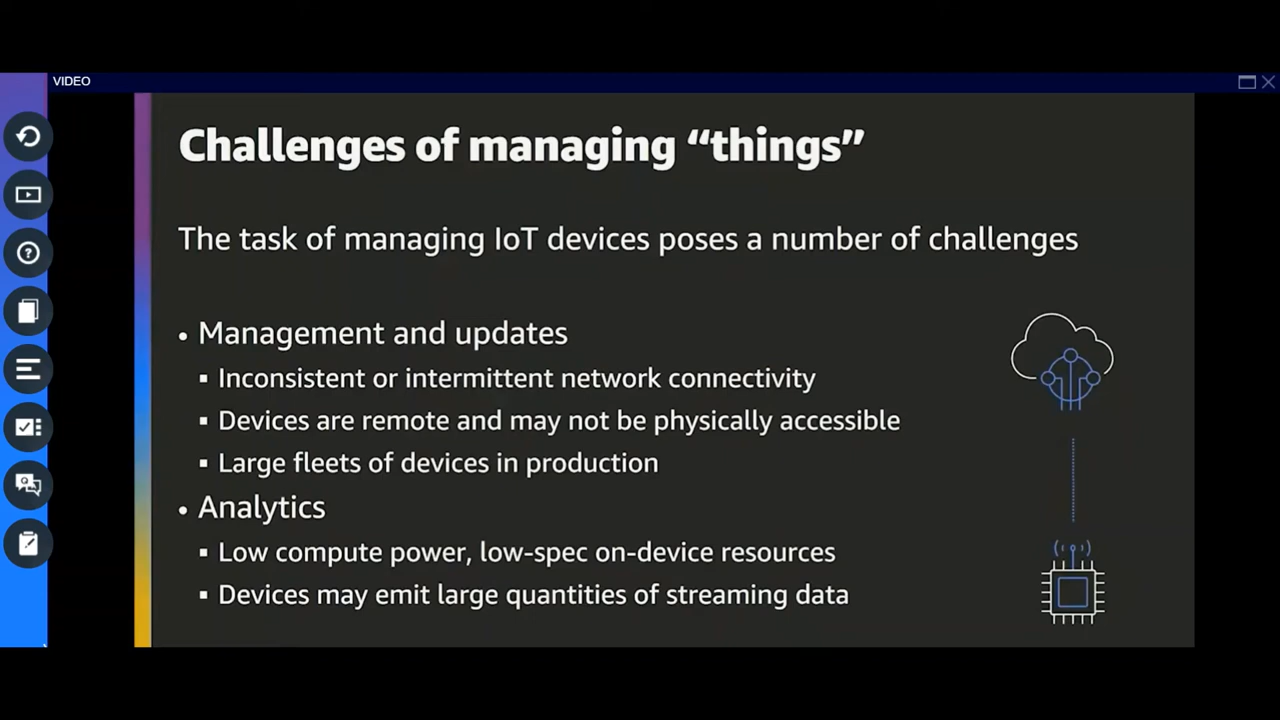 VIDEO
Challenges of managing “things”
The task of managing IoT devices poses a number of challenges
• Management and updates
▪ Inconsistent or intermittent network connectivity
▪ Devices are remote and may not be physically accessible
▪ Large fleets of devices in production
• Analytics
▪ Low compute power, low-spec on-device resources
▪ Devices may emit large quantities of streaming data